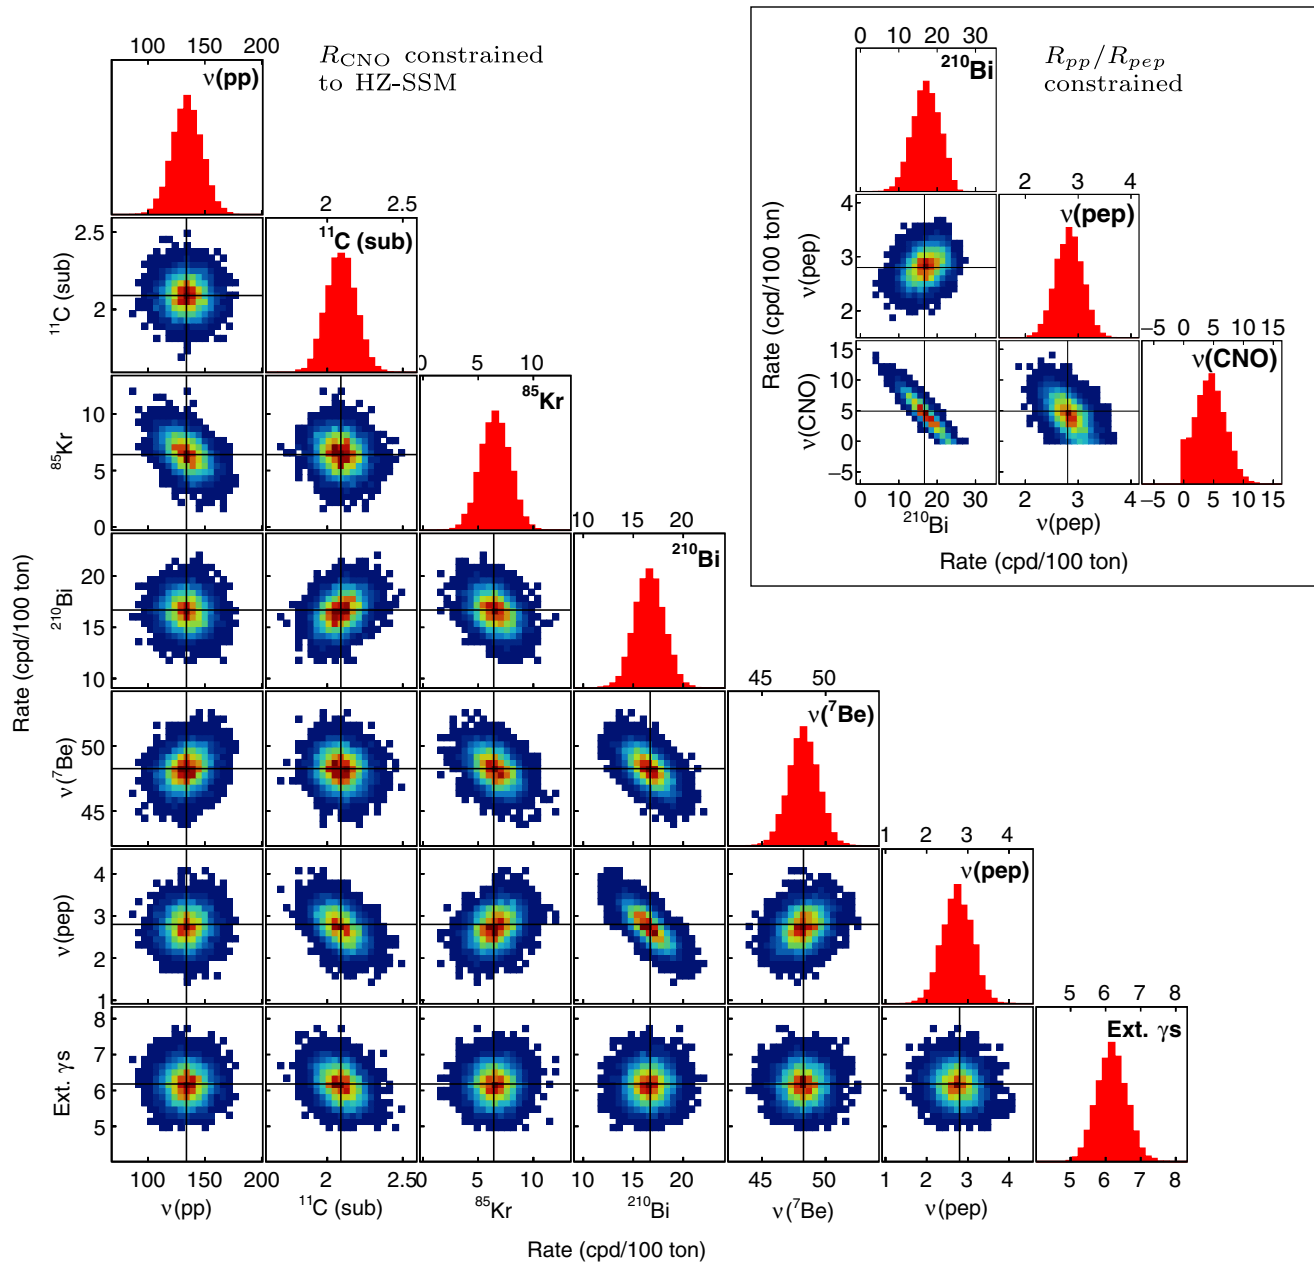 100 150 200
R_CNO constrained
to HZ-SSM
ν(pp)
0 10 20 30
²¹⁰Bi
R_pp/R_pep
constrained
2 3 4
ν(pep)
Rate (cpd/100 ton)
ν(pep)
4
3
2
−5 0 5 10 15
ν(CNO)
ν(CNO)
15
10
5
0
−5
0 10 20 30
²¹⁰Bi
2 3 4
ν(pep)
−5 0 5 10 15
Rate (cpd/100 ton)
2 2.5
¹¹C (sub)
¹¹C (sub)
2.5
2
0 5 10
⁸⁵Kr
⁸⁵Kr
10
5
0
10 15 20
²¹⁰Bi
Rate (cpd/100 ton)
²¹⁰Bi
20
15
10
45 50
ν(⁷Be)
ν(⁷Be)
50
45
1 2 3 4
ν(pep)
ν(pep)
4
3
2
1
5 6 7 8
Ext. γs
Ext. γs
8
7
6
5
100 150 200
2 2.5
0 5 10
10 15 20
45 50
1 2 3 4
5 6 7 8
ν(pp)
¹¹C (sub)
⁸⁵Kr
²¹⁰Bi
ν(⁷Be)
ν(pep)
Rate (cpd/100 ton)